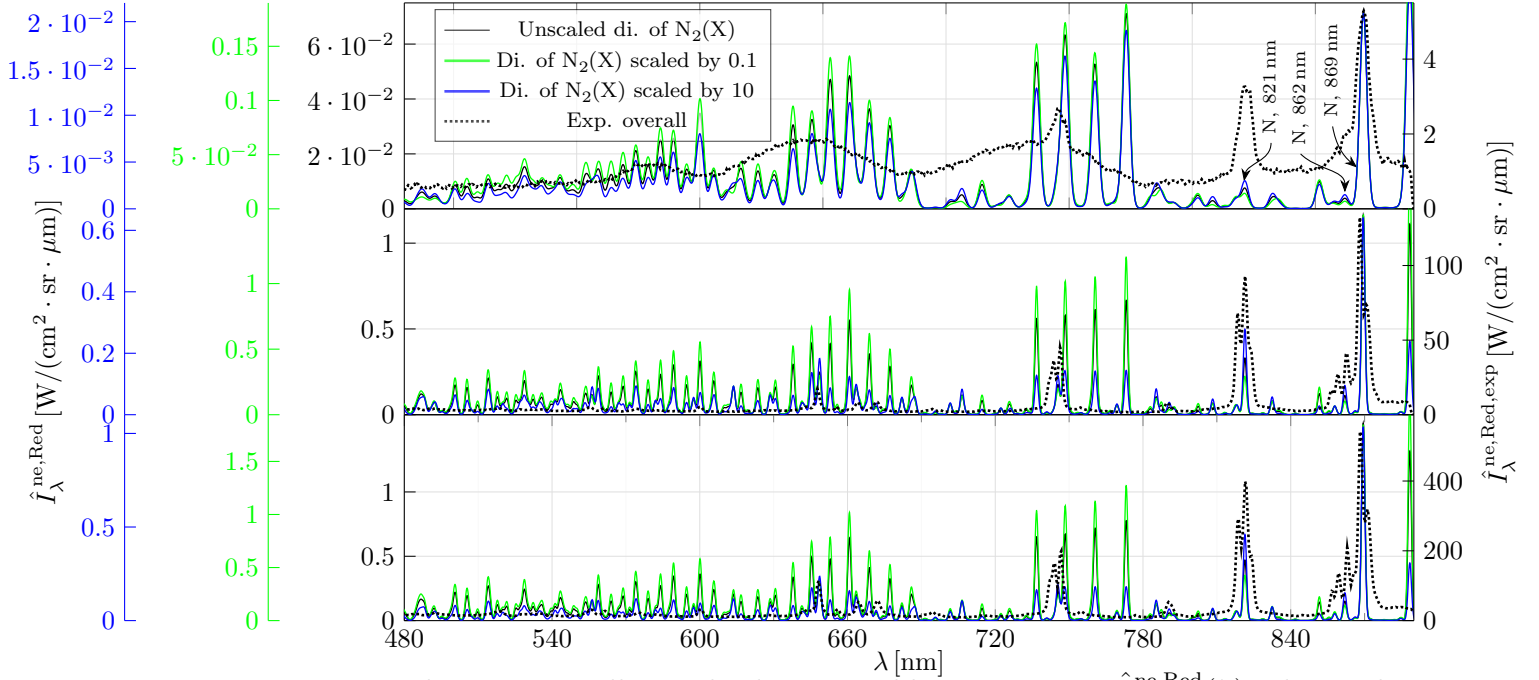 Unscaled di. of N₂(X)
Di. of N₂(X) scaled by 0.1
Di. of N₂(X) scaled by 10
Exp. overall
N, 821 nm
N, 862 nm
N, 869 nm
2 · 10⁻²
1.5 · 10⁻²
1 · 10⁻²
5 · 10⁻³
0
0.15
0.1
5 · 10⁻²
0
6 · 10⁻²
4 · 10⁻²
2 · 10⁻²
0
4
2
0
0.6
0.4
0.2
0
1
0.5
0
1
0.5
0
100
50
0
1
0.5
0
1.5
1
0.5
0
1
0.5
0
400
200
0
Î_λ^{ne,Red} [W/(cm² · sr · μm)]
Î_λ^{ne,Red,exp} [W/(cm² · sr · μm)]
480 540 600 660 720 780 840
λ [nm]